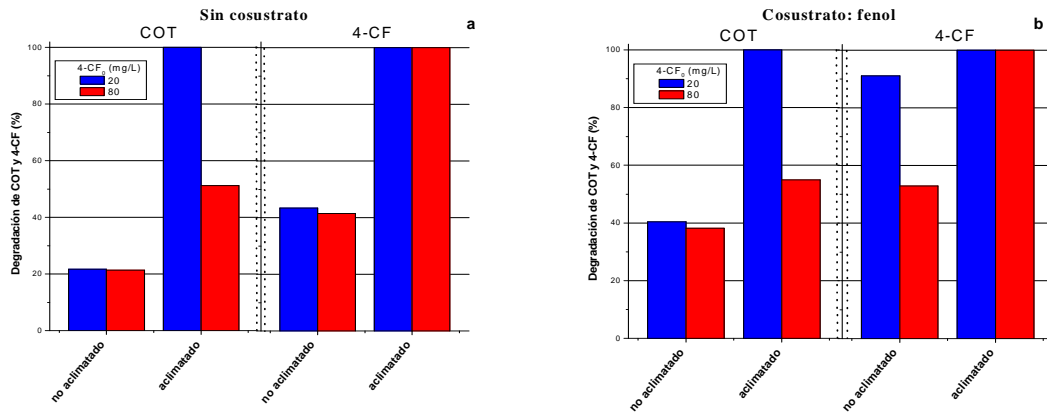 Sin cosustrato
a
COT
4-CF
4-CF₀ (mg/L)
20
80
Degradación de COT y 4-CF (%)
100
80
60
40
20
0
no aclimatado
aclimatado
no aclimatado
aclimatado
Cosustrato: fenol
b
COT
4-CF
4-CF₀ (mg/L)
20
80
Degradación de COT y 4-CF (%)
100
80
60
40
20
0
no aclimatado
aclimatado
no aclimatado
aclimatado